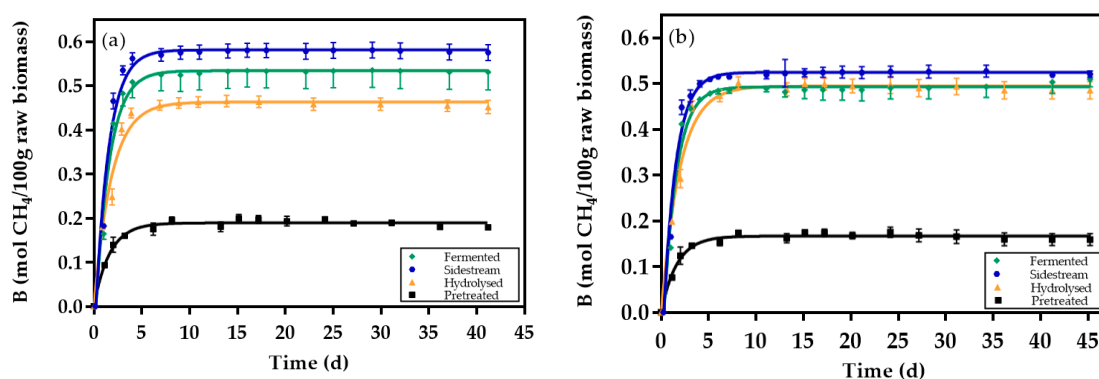 (a)
B (mol CH4/100g raw biomass)
0.6
0.5
0.4
0.3
0.2
0.1
0.0
0 5 10 15 20 25 30 35 40 45
Time (d)
Fermented
Sidestream
Hydrolysed
Pretreated
(b)
B (mol CH4/100g raw biomass)
0.6
0.5
0.4
0.3
0.2
0.1
0.0
0 5 10 15 20 25 30 35 40 45
Time (d)
Fermented
Sidestream
Hydrolysed
Pretreated